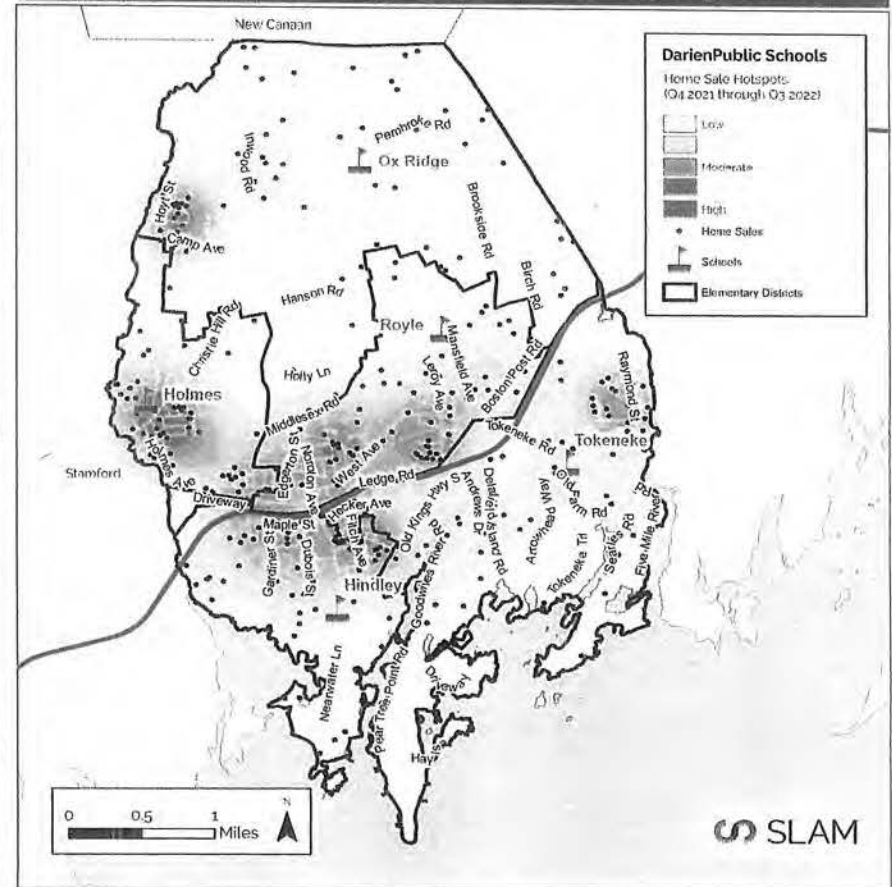 New Canaan
DarienPublic Schools
Home Sale Hotspots
(Q4 2021 through Q3 2022)
Low
Moderate
High
Home Sales
Schools
Elementary Districts
Pembroke Rd
Inwood Rd
Ox Ridge
Hoyt St
Camp Ave
Brookside Rd
Birch Rd
Hanson Rd
Christie Hill Rd
Royle
Mansfield Ave
Leroy Ave
Boston Post Rd
Holly Ln
Middlesex Rd
Raymond St
Holmes
Tokeneke
Tokeneke Rd
Edgerton St
Noroton Ave
West Ave
Ledge Rd
Stamford
Holmes Ave
Driveway
Hecker Ave
Old Kings Hwy S
Andrews Dr
Delafield Island Rd
Arrowhead Way
Old Farm Rd
Maple St
Fitch Ave
Gardiner St
Dubois St
Hindley
Goodwives River Rd
Tokeneke Trl
Searles Rd
Five Mile River Rd
Nearwater Ln
Pear Tree Point Rd
Driveway
Hay Is
0 0.5 1
Miles
N
SLAM